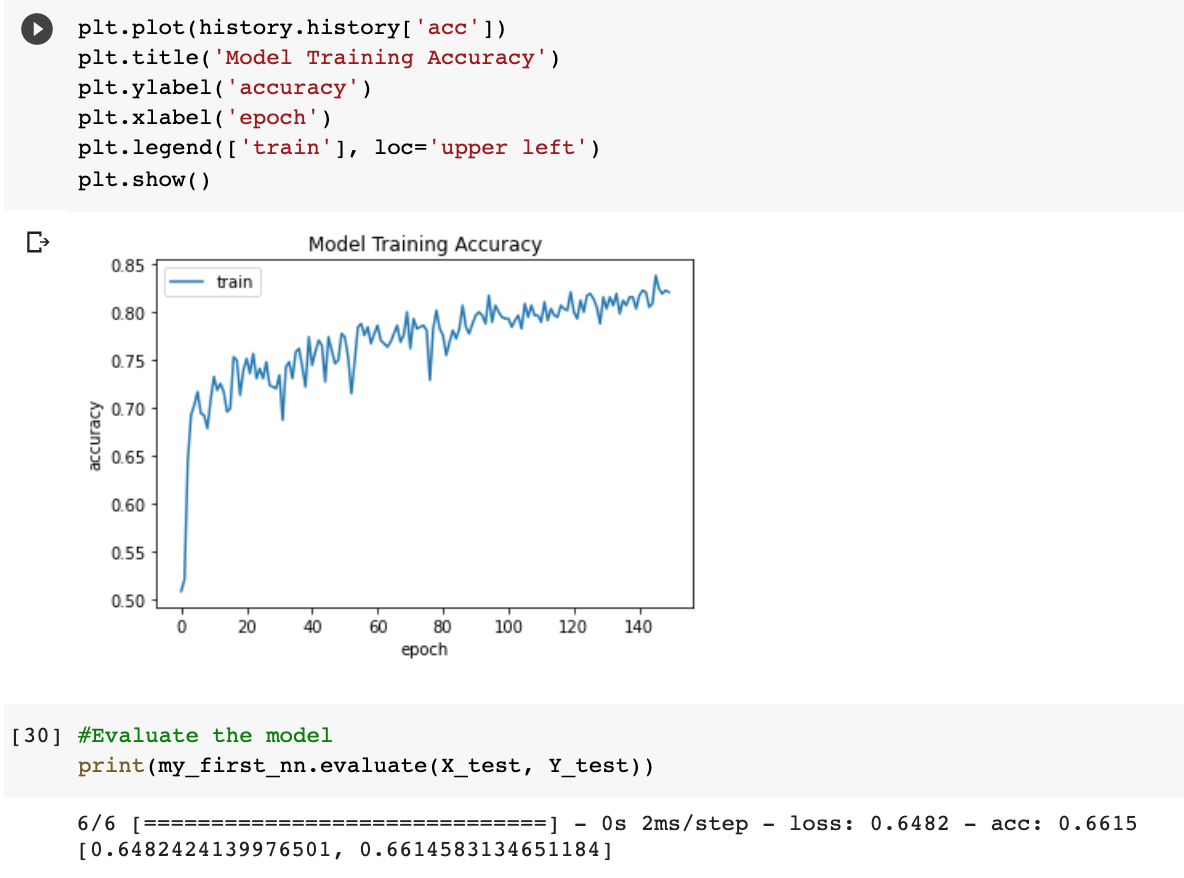 plt.plot(history.history['acc'])
plt.title('Model Training Accuracy')
plt.ylabel('accuracy')
plt.xlabel('epoch')
plt.legend(['train'], loc='upper left')
plt.show()
Model Training Accuracy
train
0.85
0.80
0.75
0.70
0.65
0.60
0.55
0.50
accuracy
0 20 40 60 80 100 120 140
epoch
[30] #Evaluate the model
print(my_first_nn.evaluate(X_test, Y_test))
6/6 [==============================] - 0s 2ms/step - loss: 0.6482 - acc: 0.6615
[0.6482424139976501, 0.6614583134651184]